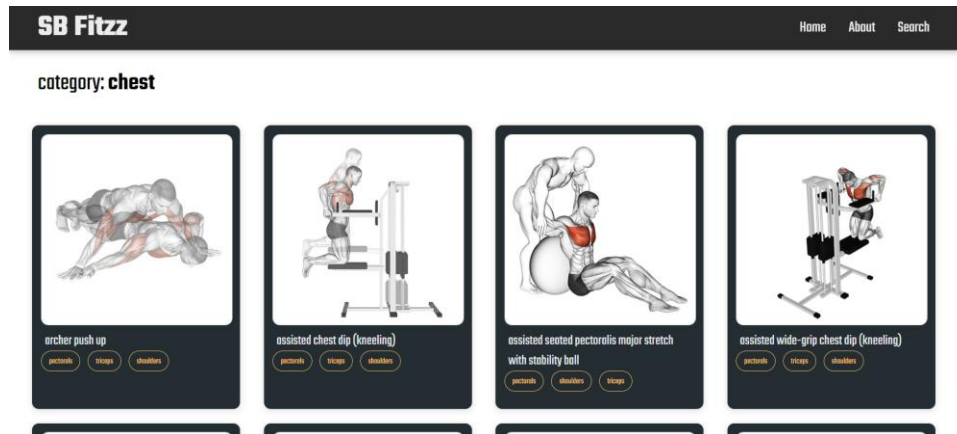 SB Fitzz
Home About Search
category: chest
archer push up
pectorals triceps shoulders
assisted chest dip (kneeling)
pectorals triceps shoulders
assisted seated pectoralis major stretch
with stability ball
pectorals shoulders triceps
assisted wide-grip chest dip (kneeling)
pectorals triceps shoulders